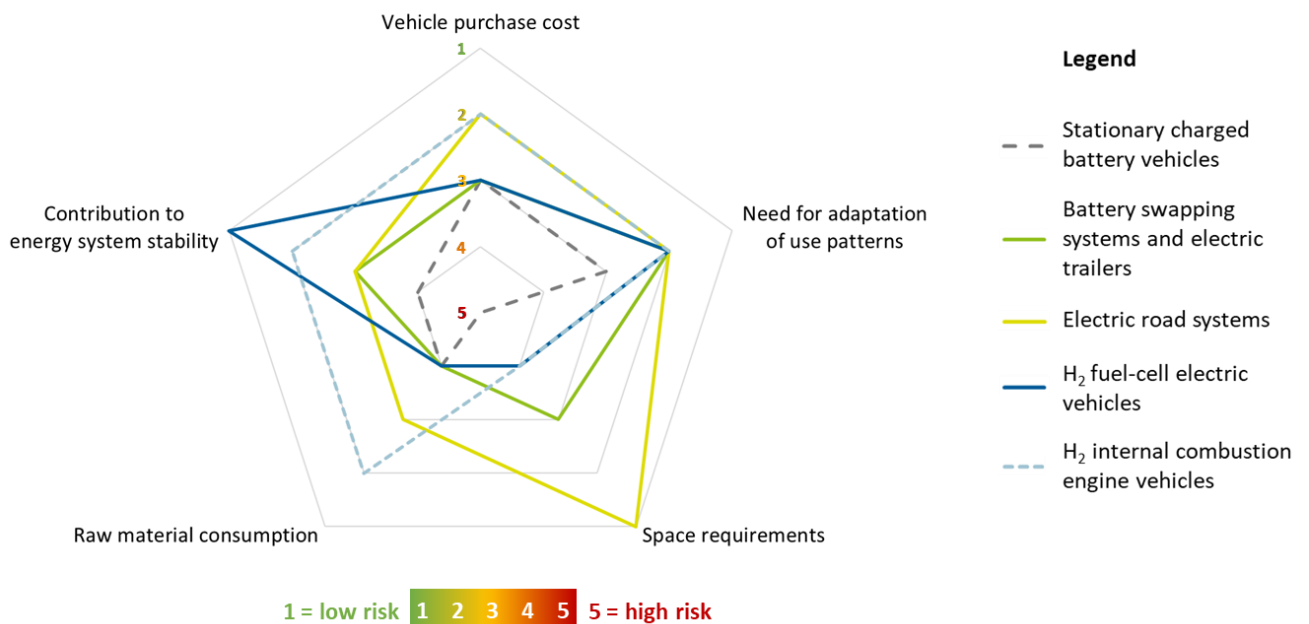 Vehicle purchase cost
1
2
3
4
5
Need for adaptation
of use patterns
Space requirements
Raw material consumption
Contribution to
energy system stability
Legend
Stationary charged
battery vehicles
Battery swapping
systems and electric
trailers
Electric road systems
H₂ fuel-cell electric
vehicles
H₂ internal combustion
engine vehicles
1 = low risk 1 2 3 4 5 5 = high risk